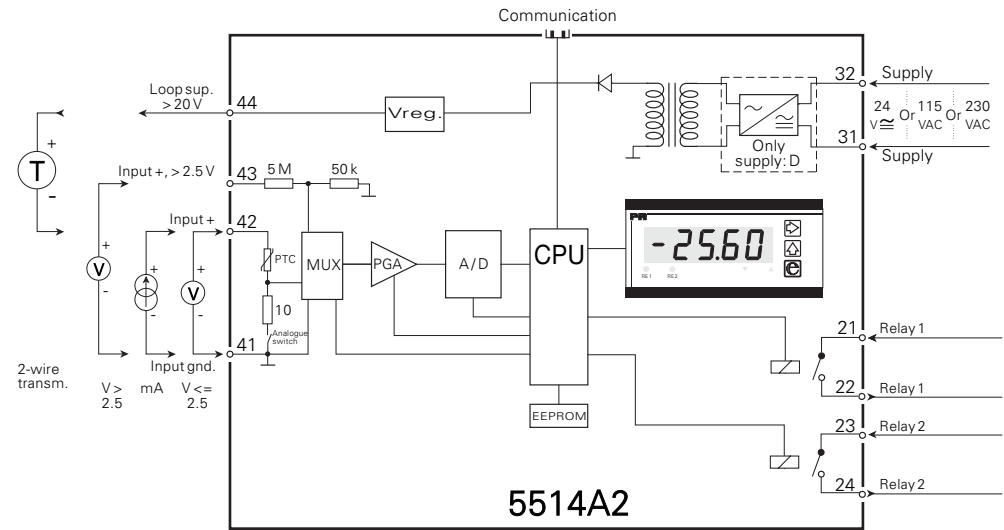 Communication
Loop sup.
> 20 V
44
Vreg.
32
Supply
24
V ≅
Or
115
VAC
Or
230
VAC
31
Supply
Only
supply: D
T
+
-
Input +, > 2.5 V
43
5 M
50 k
Input +
42
PTC
MUX
PGA
A/D
CPU
PR
-25.60
RE1
RE2
e
+
V
-
+
-
+
V
-
10
Analogue
switch
41
Input gnd.
2-wire
transm.
V >
2.5
mA
V <=
2.5
EEPROM
21
Relay 1
22
Relay 1
23
Relay 2
24
Relay 2
5514A2